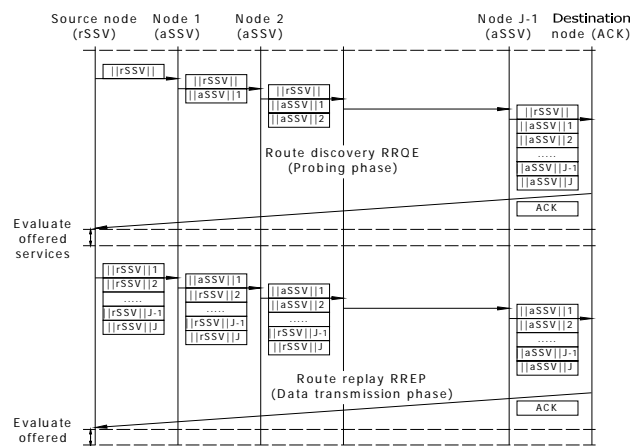 Source node
(rSSV)
Node 1
(aSSV)
Node 2
(aSSV)
Node J-1
(aSSV)
Destination
node (ACK)
||rSSV||
||rSSV||
||aSSV||1
||rSSV||
||aSSV||1
||aSSV||2
||rSSV||
||aSSV||1
||aSSV||2
.....
||aSSV||J-1
||aSSV||J
Route discovery RRQE
(Probing phase)
ACK
Evaluate
offered
services
||rSSV||1
||rSSV||2
.....
||rSSV||J-1
||rSSV||J
||aSSV||1
||rSSV||2
.....
||rSSV||J-1
||rSSV||J
||aSSV||1
||aSSV||2
.....
||rSSV||J-1
||rSSV||J
||aSSV||1
||aSSV||2
.....
||aSSV||J-1
||aSSV||J
Route replay RREP
(Data transmission phase)
ACK
Evaluate
offered